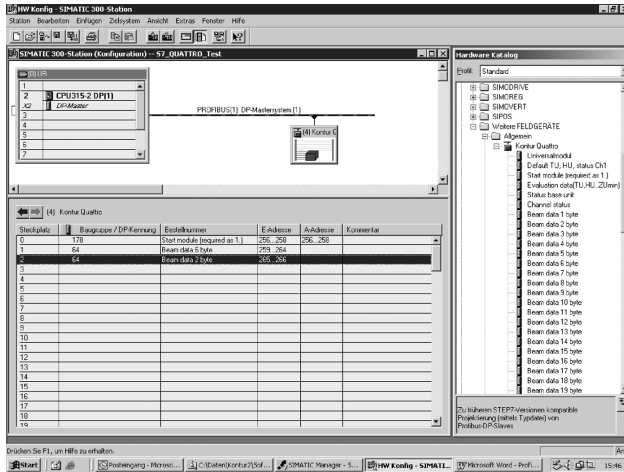 HW Konfig - SIMATIC 300-Station
Station Bearbeiten Einfügen Zielsystem Ansicht Extras Fenster Hilfe
SIMATIC 300-Station (Konfiguration) -- S7_QUATTRO_Test
(0) UR
1
2 CPU315-2 DP(1)
X2 DP-Master
3
4
5
6
7
PROFIBUS(1): DP-Mastersystem (1)
(4) Kontur Q
(4) Kontur Quattro
Steckplatz Baugruppe / DP-Kennung Bestellnummer E-Adresse A-Adresse Kommentar
0 178 Start module (required as 1.) 256...258 256...258
1 64 Beam data 6 byte 259...264
2 64 Beam data 2 byte 265...266
3
4
5
6
7
8
9
10
11
12
13
14
15
16
17
18
19
Hardware Katalog
Profil: Standard
SIMODRIVE
SIMOREG
SIMOVERT
SIPOS
Weitere FELDGERÄTE
Allgemein
Kontur Quattro
Universalmodul
Default TU, HU, status Ch1
Start module (required as 1.)
Evaluation data(TU,HU...ZUmin)
Status base unit
Channel status
Beam data 1 byte
Beam data 2 byte
Beam data 3 byte
Beam data 4 byte
Beam data 5 byte
Beam data 6 byte
Beam data 7 byte
Beam data 8 byte
Beam data 9 byte
Beam data 10 byte
Beam data 11 byte
Beam data 12 byte
Beam data 13 byte
Beam data 14 byte
Beam data 15 byte
Beam data 16 byte
Beam data 17 byte
Beam data 18 byte
Beam data 19 byte
Zu früheren STEP7-Versionen kompatible
Projektierung (mittels Typdatei) von
Profibus-DP-Slaves
Drücken Sie F1, um Hilfe zu erhalten.
Start
Posteingang - Microso...
C:\Daten\Kontur2\Sof...
SIMATIC Manager - S...
HW Konfig - SIMATI...
Microsoft Word - Profi...
15:46